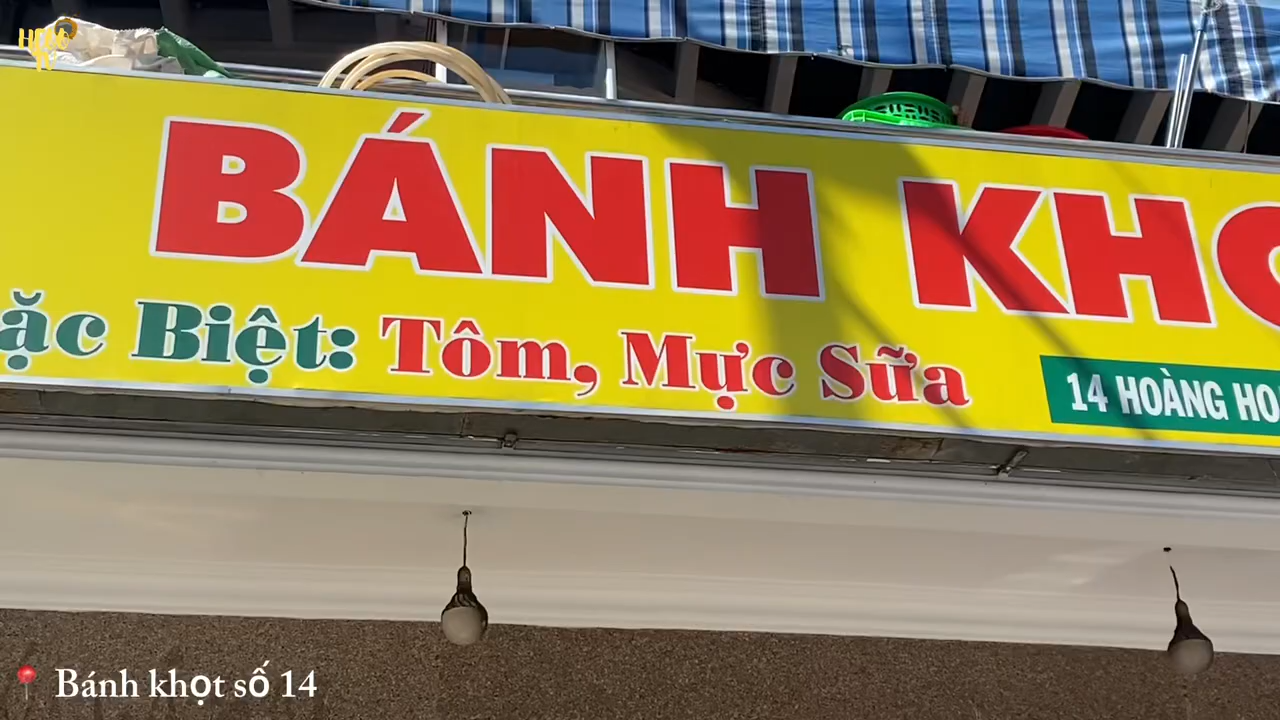 BÁNH KHO
ặc Biệt: Tôm, Mực Sữa
14 HOÀNG HO
Bánh khọt số 14